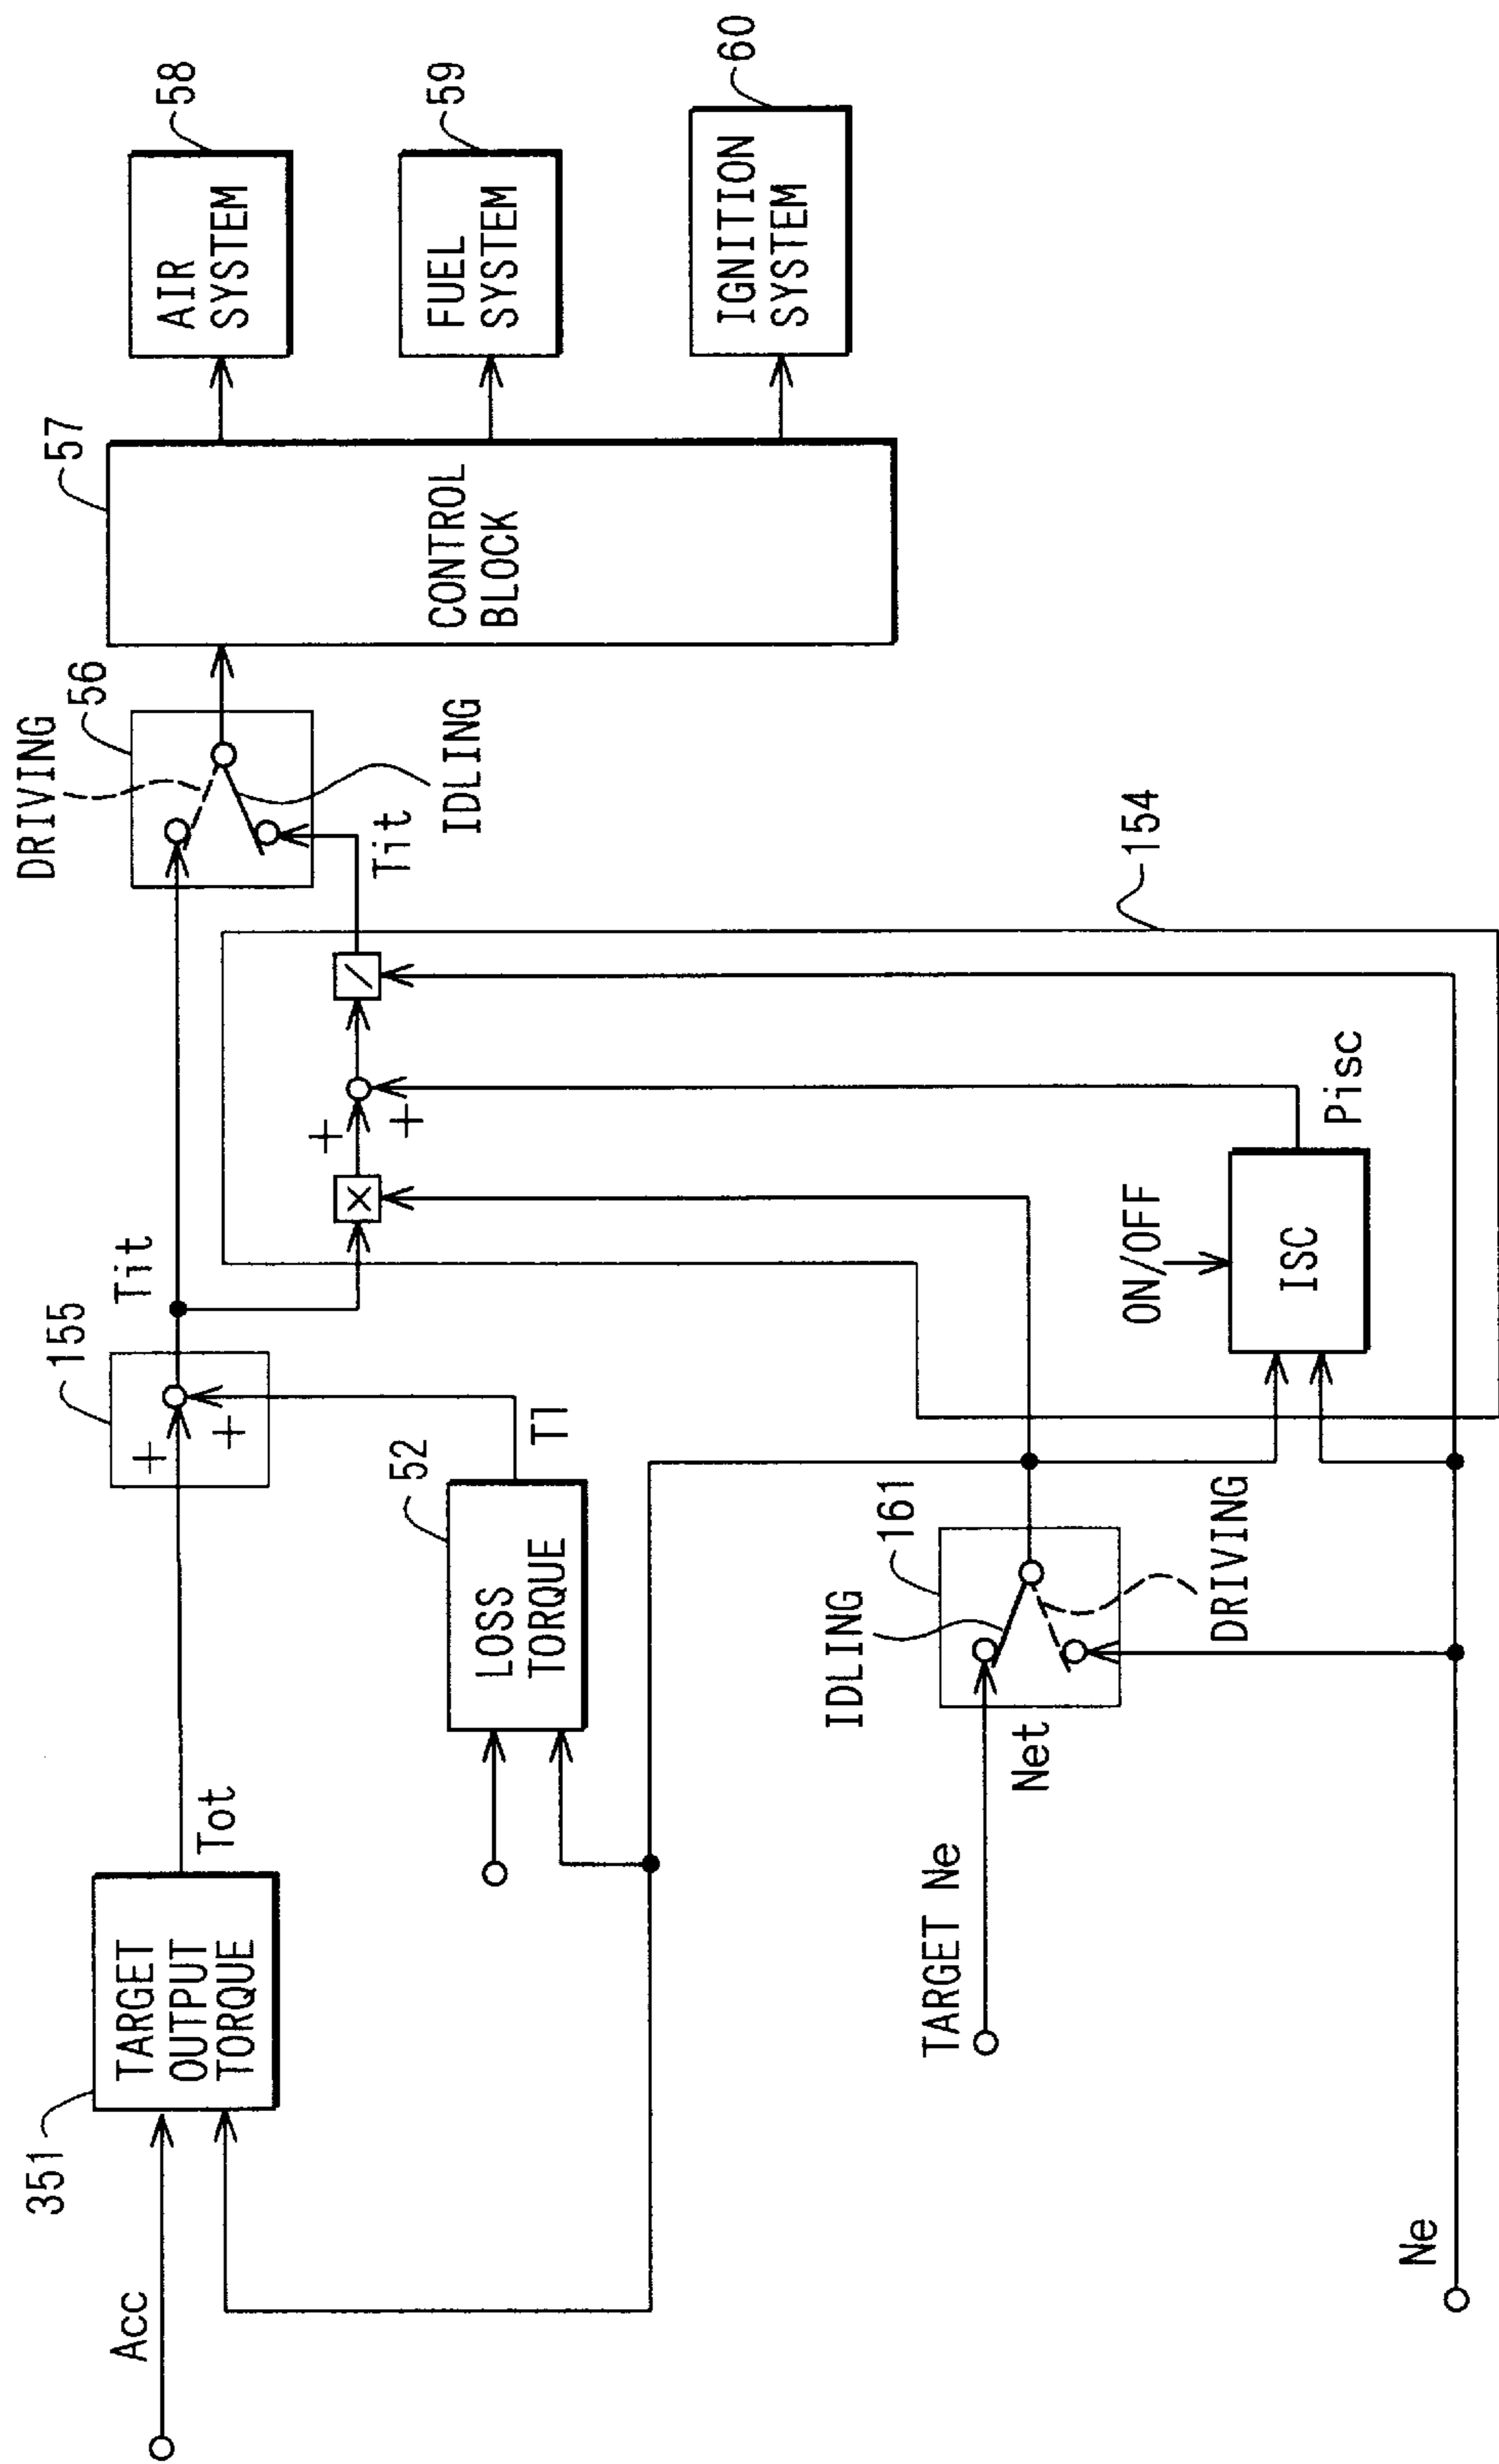 Acc
351
TARGET
OUTPUT
TORQUE
Tot
155
+
+
Tit
DRIVING
56
IDLING
Tit
57
CONTROL
BLOCK
58
AIR
SYSTEM
59
FUEL
SYSTEM
60
IGNITION
SYSTEM
52
LOSS
TORQUE
Tl
×
+
+
/
154
TARGET Ne
Net
IDLING
161
DRIVING
ON/OFF
ISC
Pisc
Ne